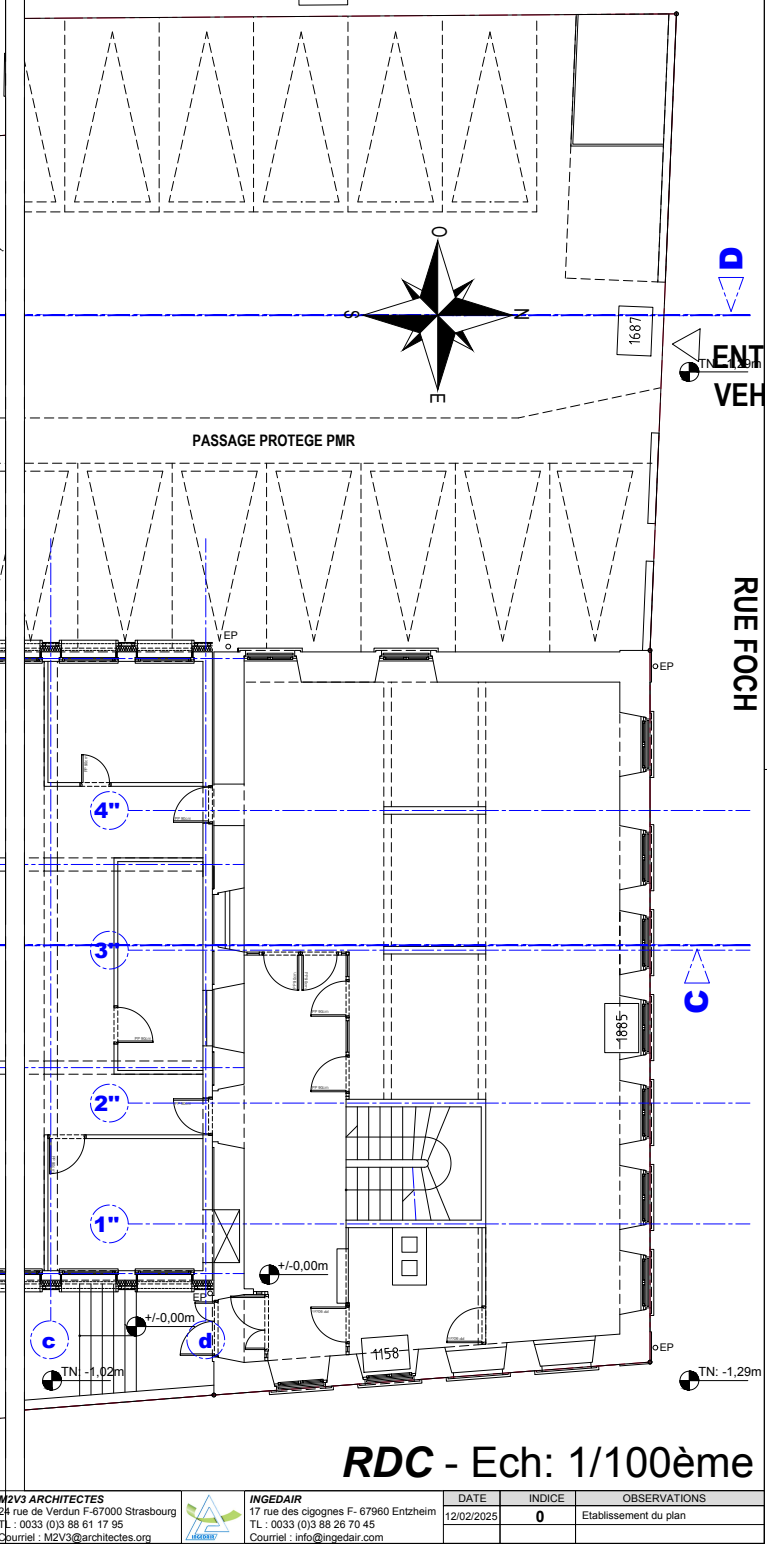 O
D
S
N
1687
ENT
TN: -1,29m
VEH
E
PASSAGE PROTEGE PMR
RUE FOCH
EP
EP
4"
3"
C
1885
2"
1"
+/-0,00m
EP
+/-0,00m
c
d
EP
1158
TN: -1,02m
TN: -1,29m
RDC - Ech: 1/100ème
M2V3 ARCHITECTES
24 rue de Verdun F-67000 Strasbourg
TL : 0033 (0)3 88 61 17 95
Courriel : M2V3@architectes.org
INGEDAIR
INGEDAIR
17 rue des cigognes F- 67960 Entzheim
TL : 0033 (0)3 88 26 70 45
Courriel : info@ingedair.com
DATE INDICE OBSERVATIONS
12/02/2025 0 Etablissement du plan